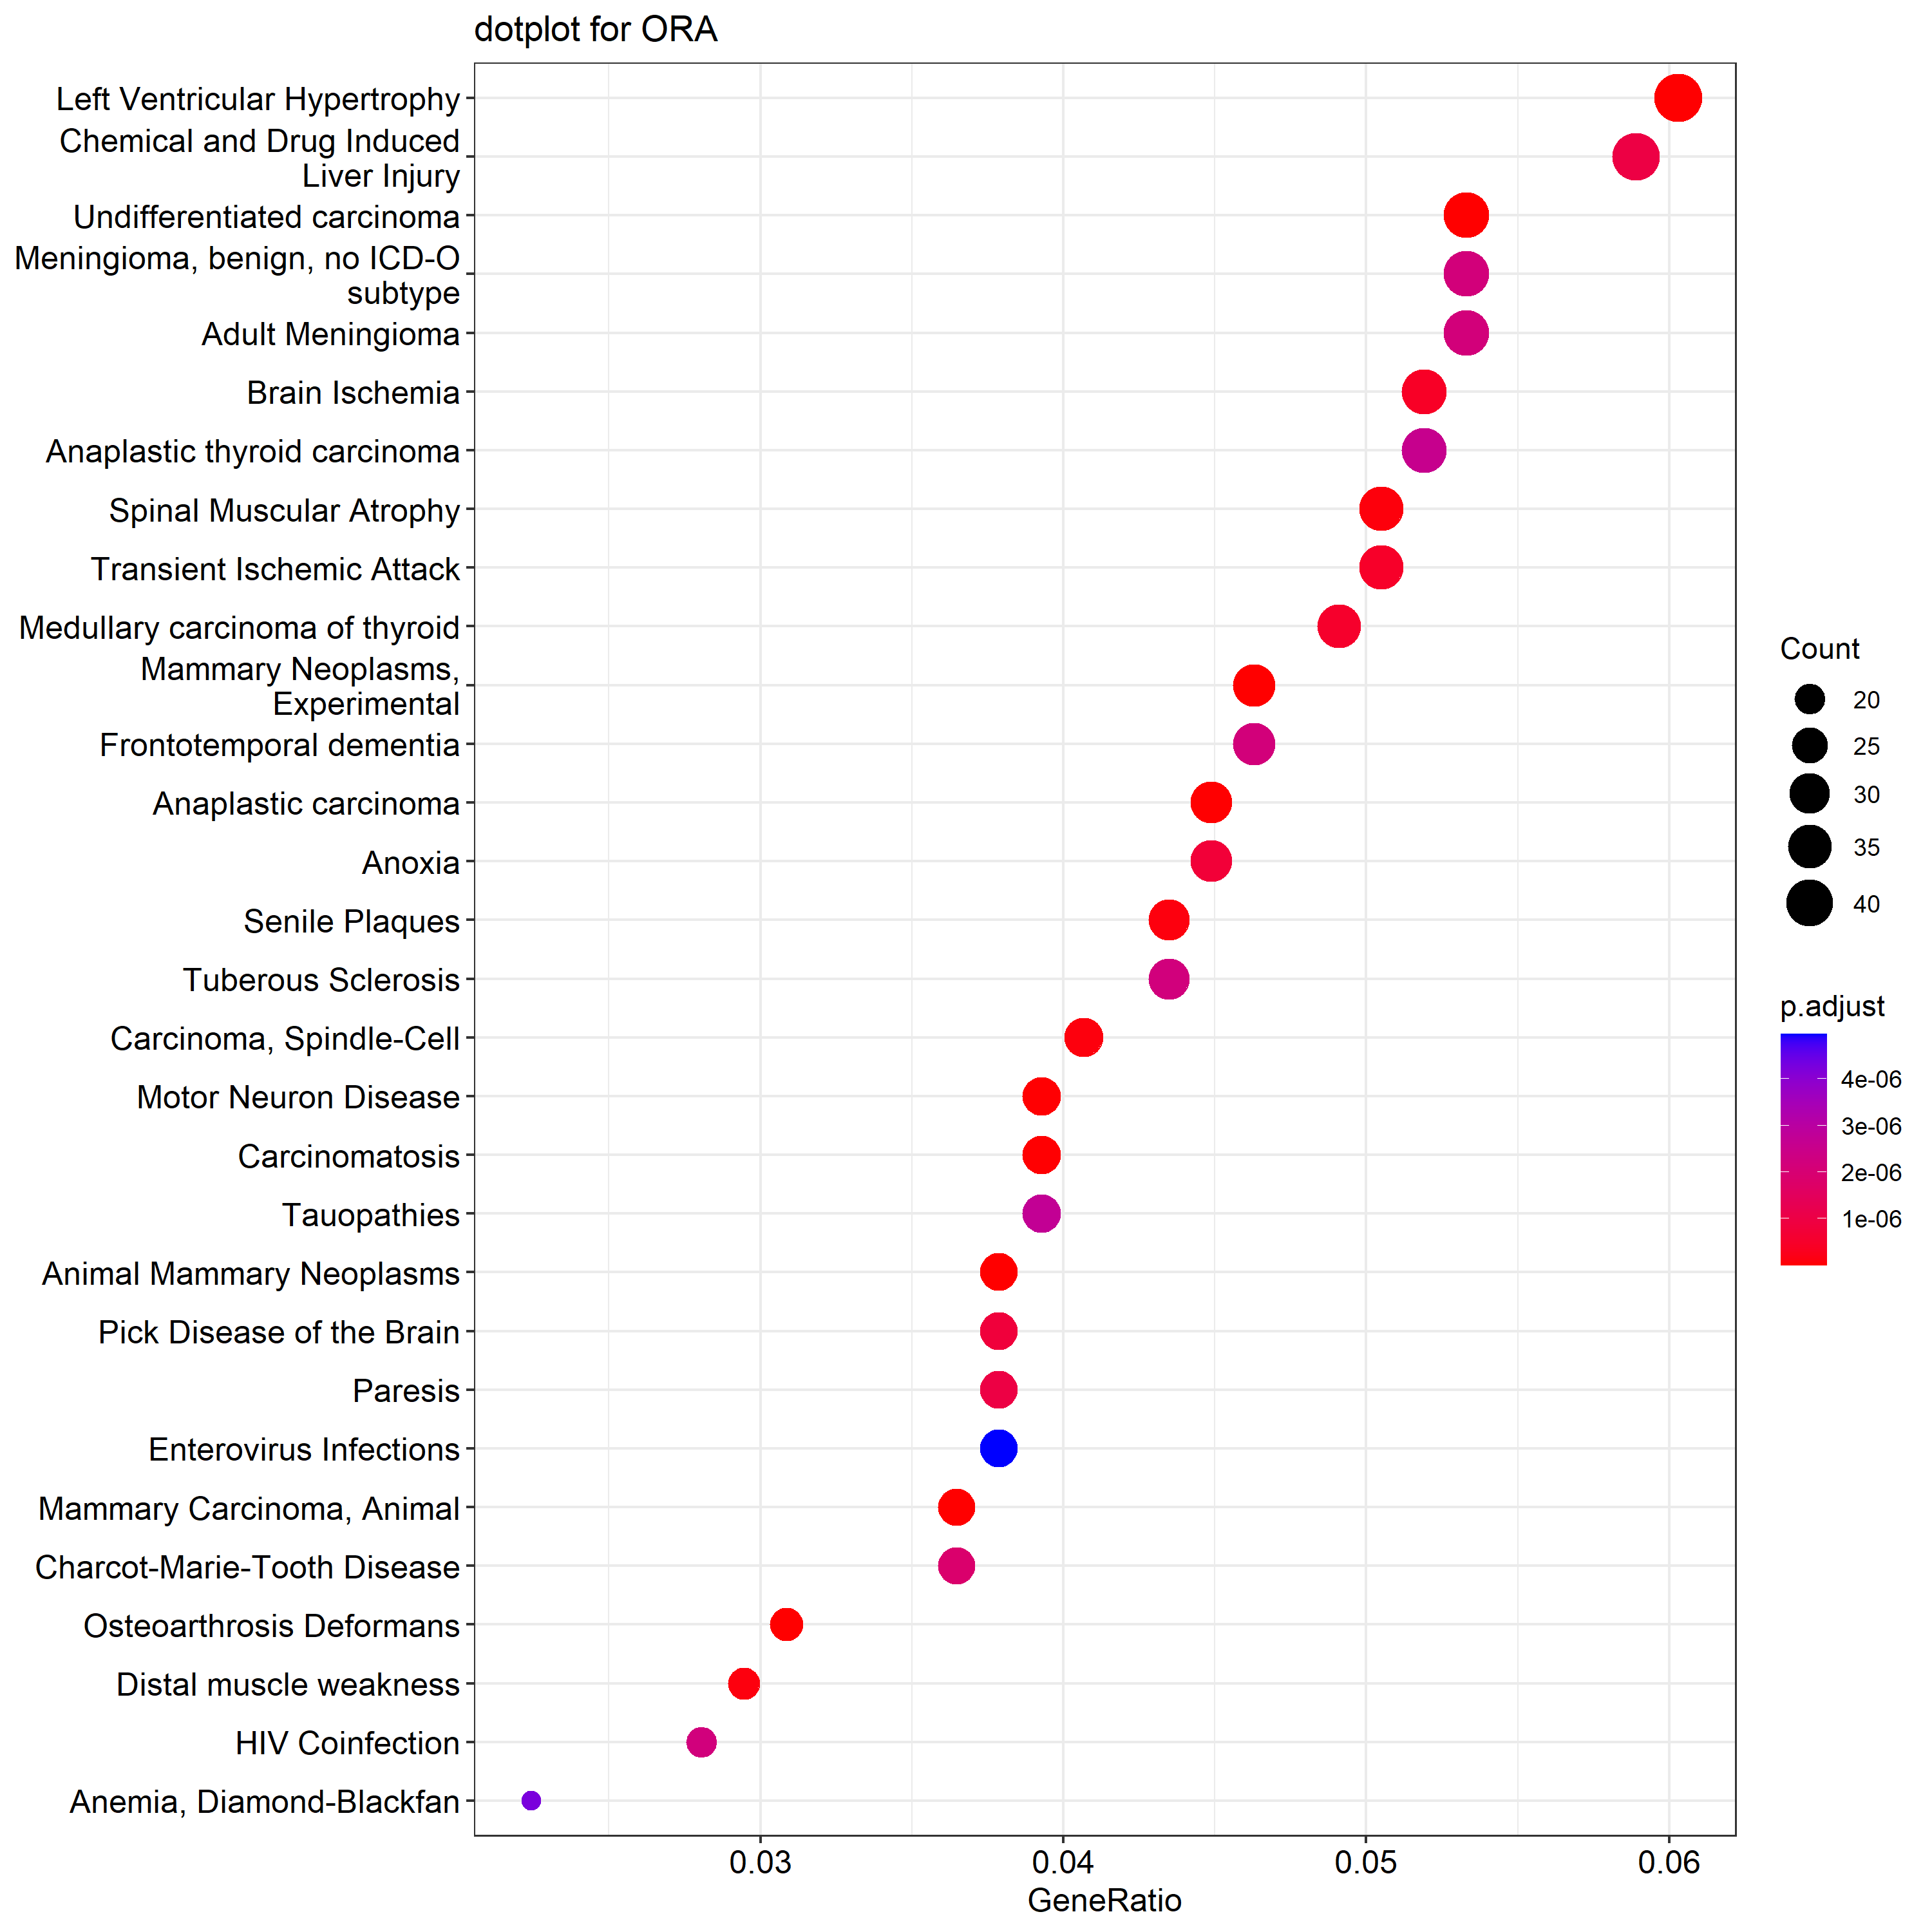 dotplot for ORA
Left Ventricular Hypertrophy
Chemical and Drug Induced
Liver Injury
Undifferentiated carcinoma
Meningioma, benign, no ICD-O
subtype
Adult Meningioma
Brain Ischemia
Anaplastic thyroid carcinoma
Spinal Muscular Atrophy
Transient Ischemic Attack
Medullary carcinoma of thyroid
Mammary Neoplasms,
Experimental
Frontotemporal dementia
Anaplastic carcinoma
Anoxia
Senile Plaques
Tuberous Sclerosis
Carcinoma, Spindle-Cell
Motor Neuron Disease
Carcinomatosis
Tauopathies
Animal Mammary Neoplasms
Pick Disease of the Brain
Paresis
Enterovirus Infections
Mammary Carcinoma, Animal
Charcot-Marie-Tooth Disease
Osteoarthrosis Deformans
Distal muscle weakness
HIV Coinfection
Anemia, Diamond-Blackfan
0.03 0.04 0.05 0.06
GeneRatio
Count
20
25
30
35
40
p.adjust
4e-06
3e-06
2e-06
1e-06